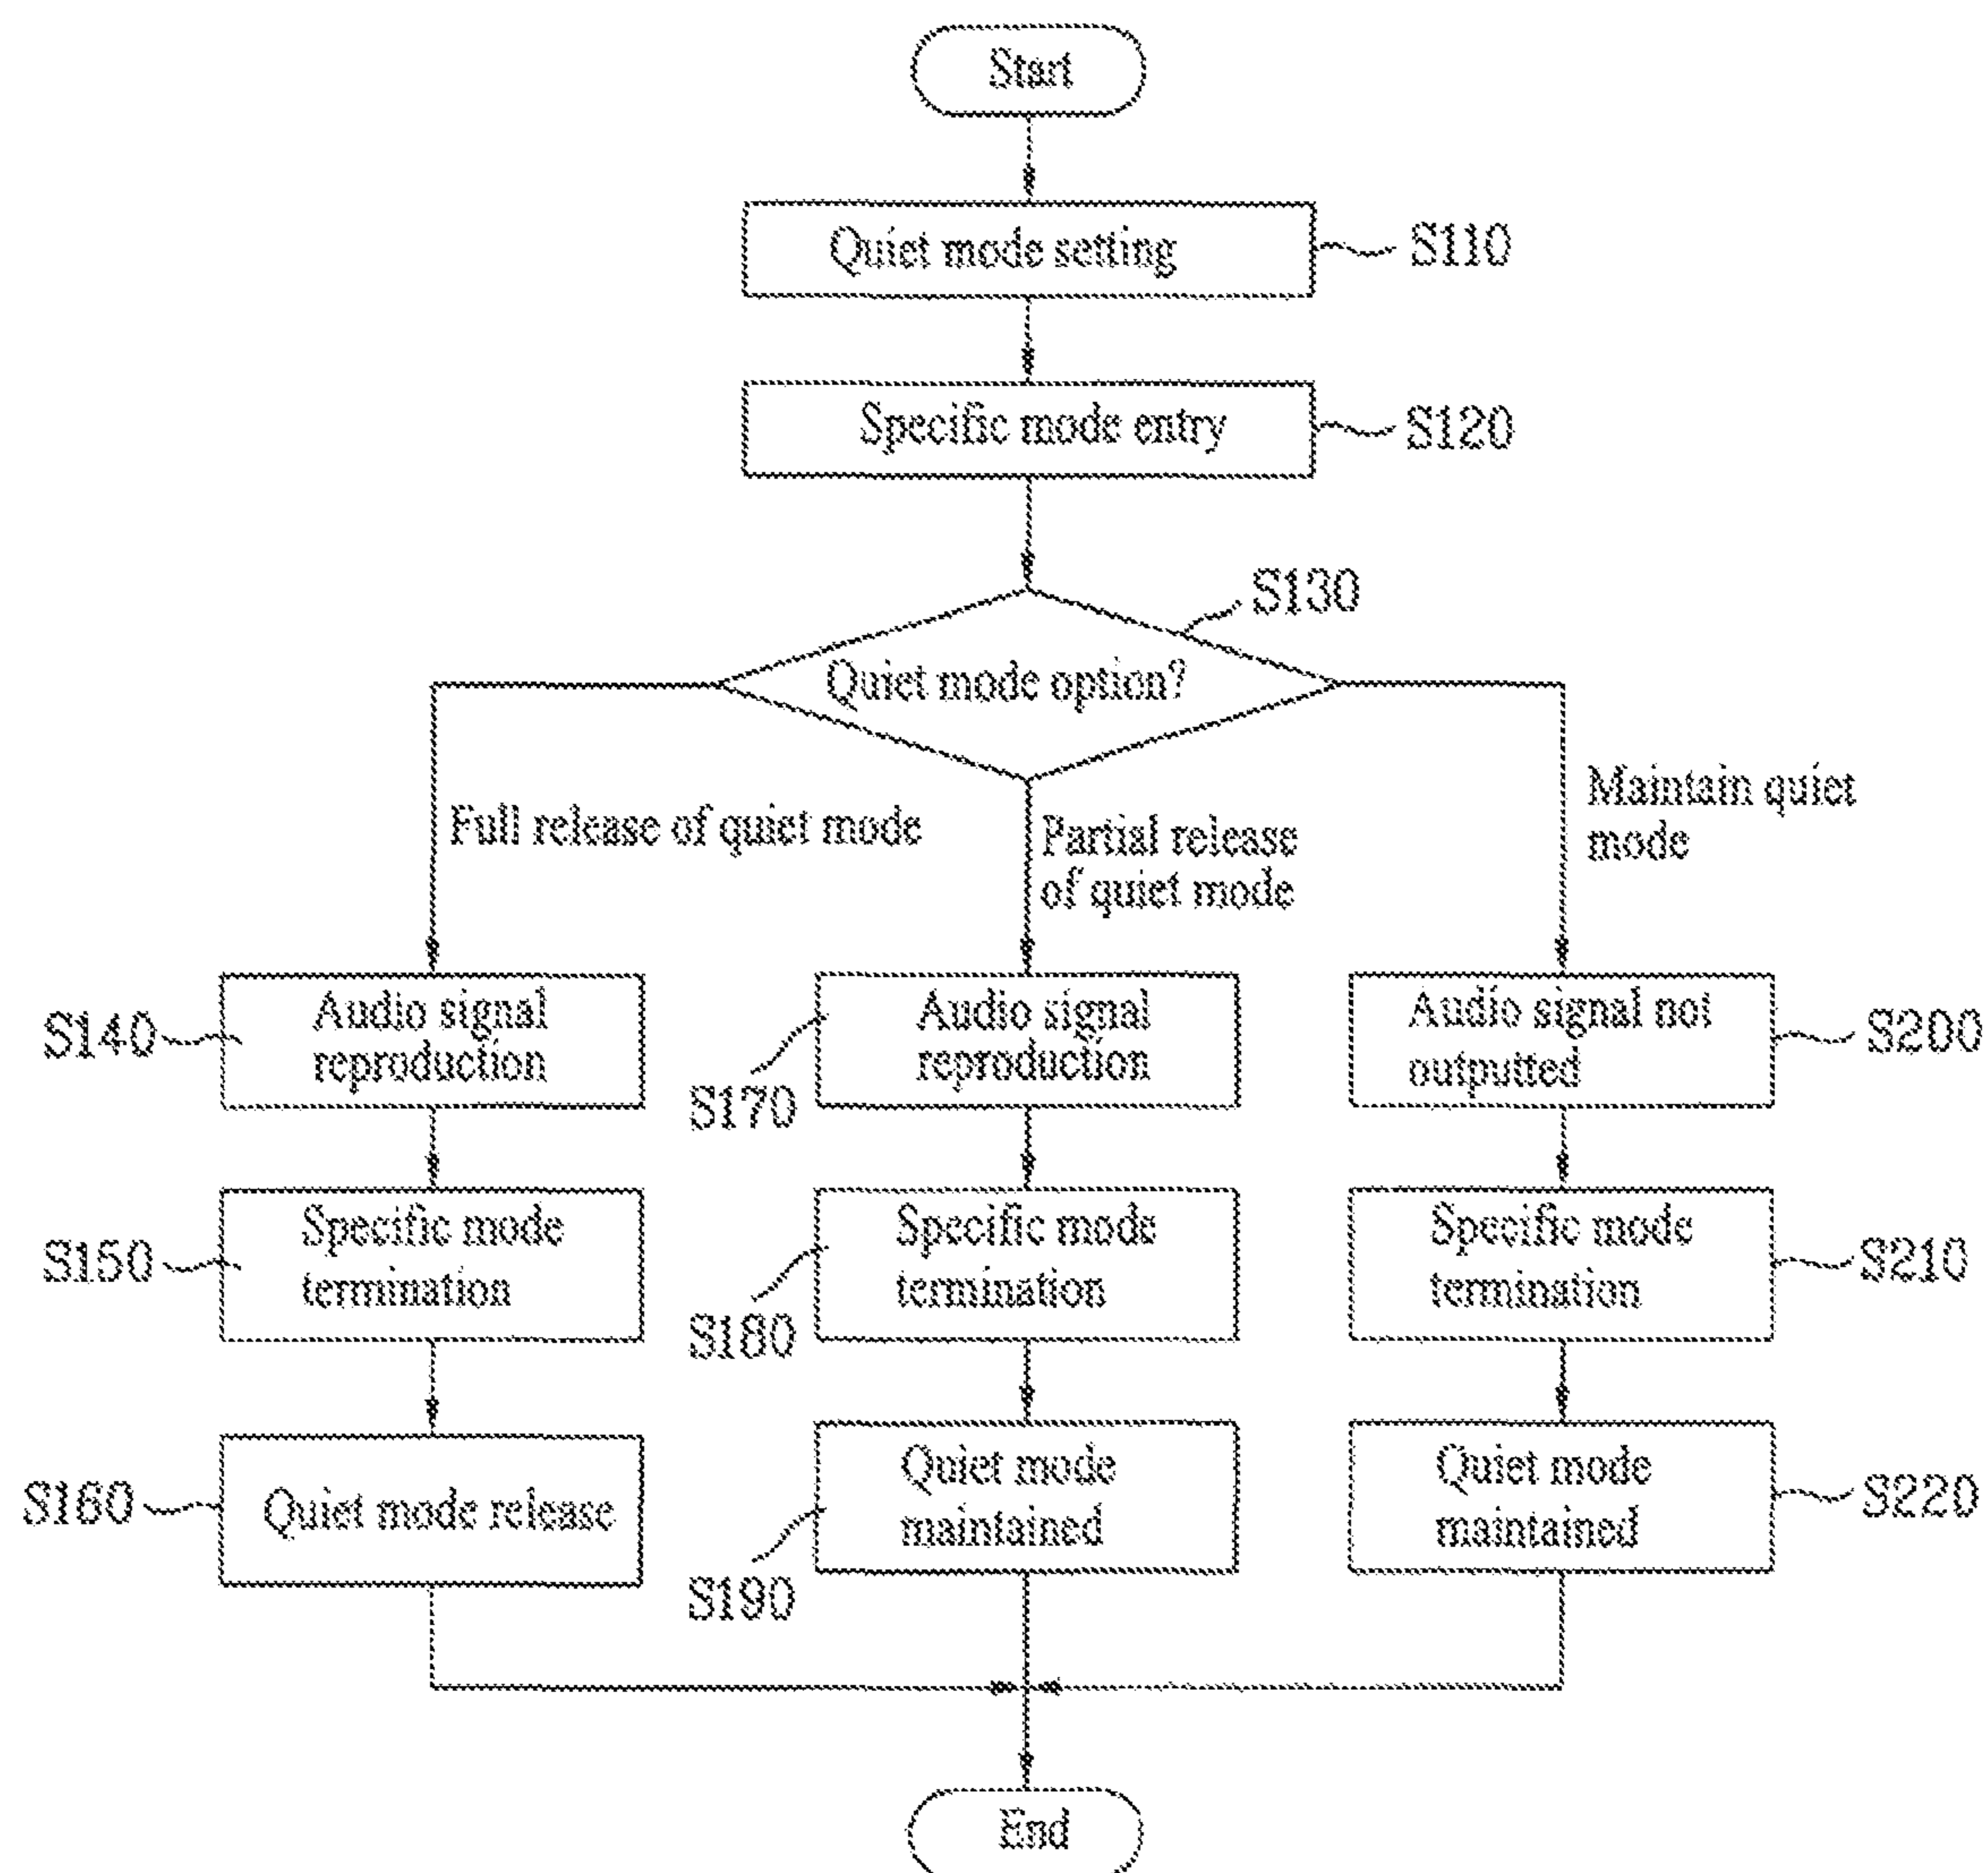 Start
Quiet mode setting
S110
Specific mode entry
S120
S130
Quiet mode option?
Full release of quiet mode
Partial release
of quiet mode
Maintain quiet
mode
S140
Audio signal
reproduction
S170
Audio signal
reproduction
Audio signal not
outputted
S200
S150
Specific mode
termination
S180
Specific mode
termination
Specific mode
termination
S210
S160
Quiet mode release
S190
Quiet mode
maintained
Quiet mode
maintained
S220
End